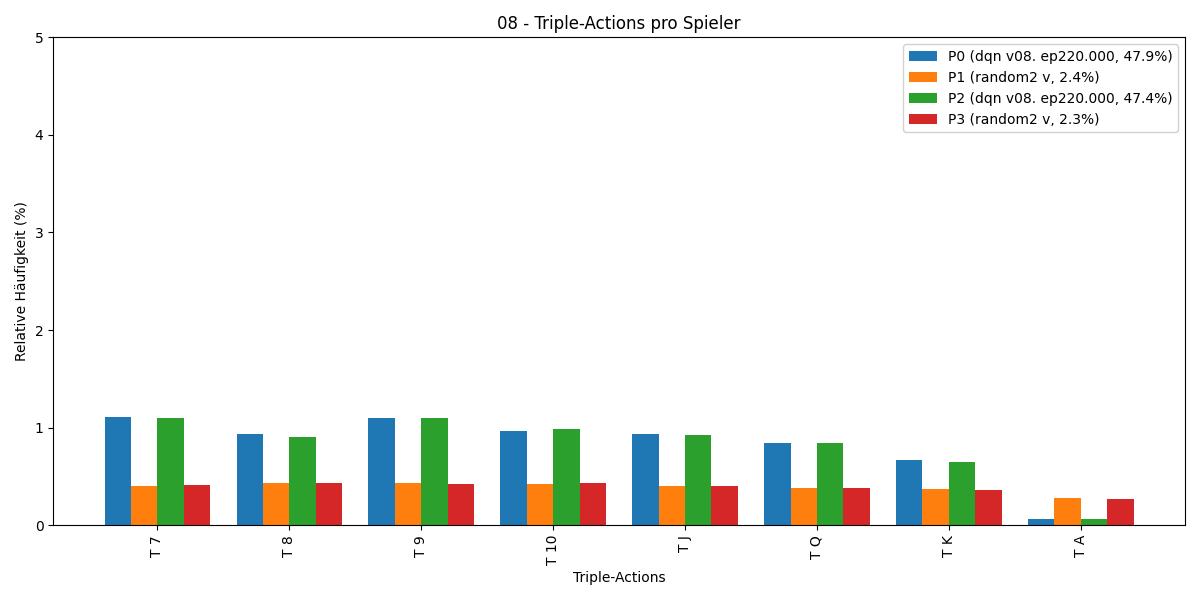 08 - Triple-Actions pro Spieler
P0 (dqn v08. ep220.000, 47.9%)
P1 (random2 v, 2.4%)
P2 (dqn v08. ep220.000, 47.4%)
P3 (random2 v, 2.3%)
Relative Häufigkeit (%)
5
4
3
2
1
0
T 7
T 8
T 9
T 10
T J
T Q
T K
T A
Triple-Actions